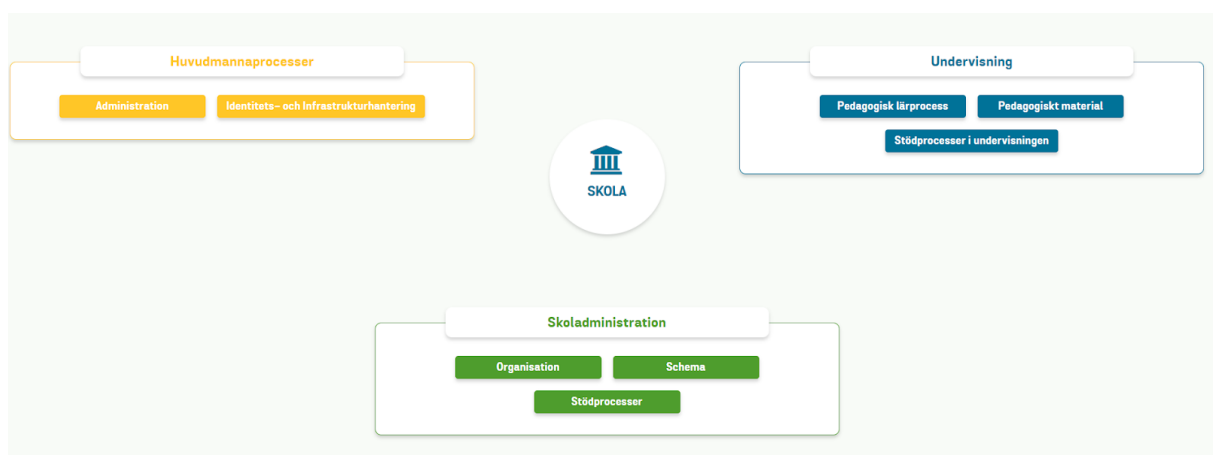 Huvudmannaprocesser
Administration
Identitets- och Infrastrukturhantering
Undervisning
Pedagogisk lärprocess
Pedagogiskt material
Stödprocesser i undervisningen
SKOLA
Skoladministration
Organisation
Schema
Stödprocesser